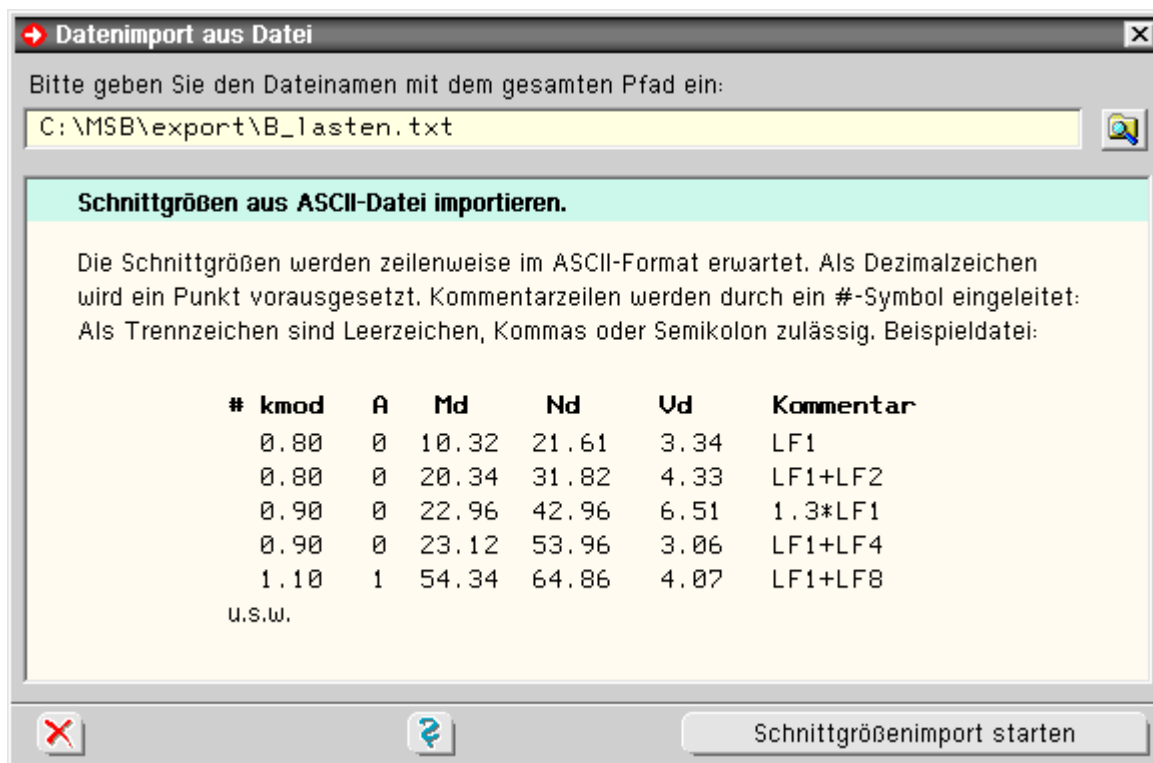 Datenimport aus Datei
Bitte geben Sie den Dateinamen mit dem gesamten Pfad ein:
C:\MSB\export\B_lasten.txt
Schnittgrößen aus ASCII-Datei importieren.
Die Schnittgrößen werden zeilenweise im ASCII-Format erwartet. Als Dezimalzeichen
wird ein Punkt vorausgesetzt. Kommentarzeilen werden durch ein #-Symbol eingeleitet:
Als Trennzeichen sind Leerzeichen, Kommas oder Semikolon zulässig. Beispieldatei:
# kmod A Md Nd Vd Kommentar
0.80 0 10.32 21.61 3.34 LF1
0.80 0 20.34 31.82 4.33 LF1+LF2
0.90 0 22.96 42.96 6.51 1.3*LF1
0.90 0 23.12 53.96 3.06 LF1+LF4
1.10 1 54.34 64.86 4.07 LF1+LF8
u.s.w.
Schnittgrößenimport starten